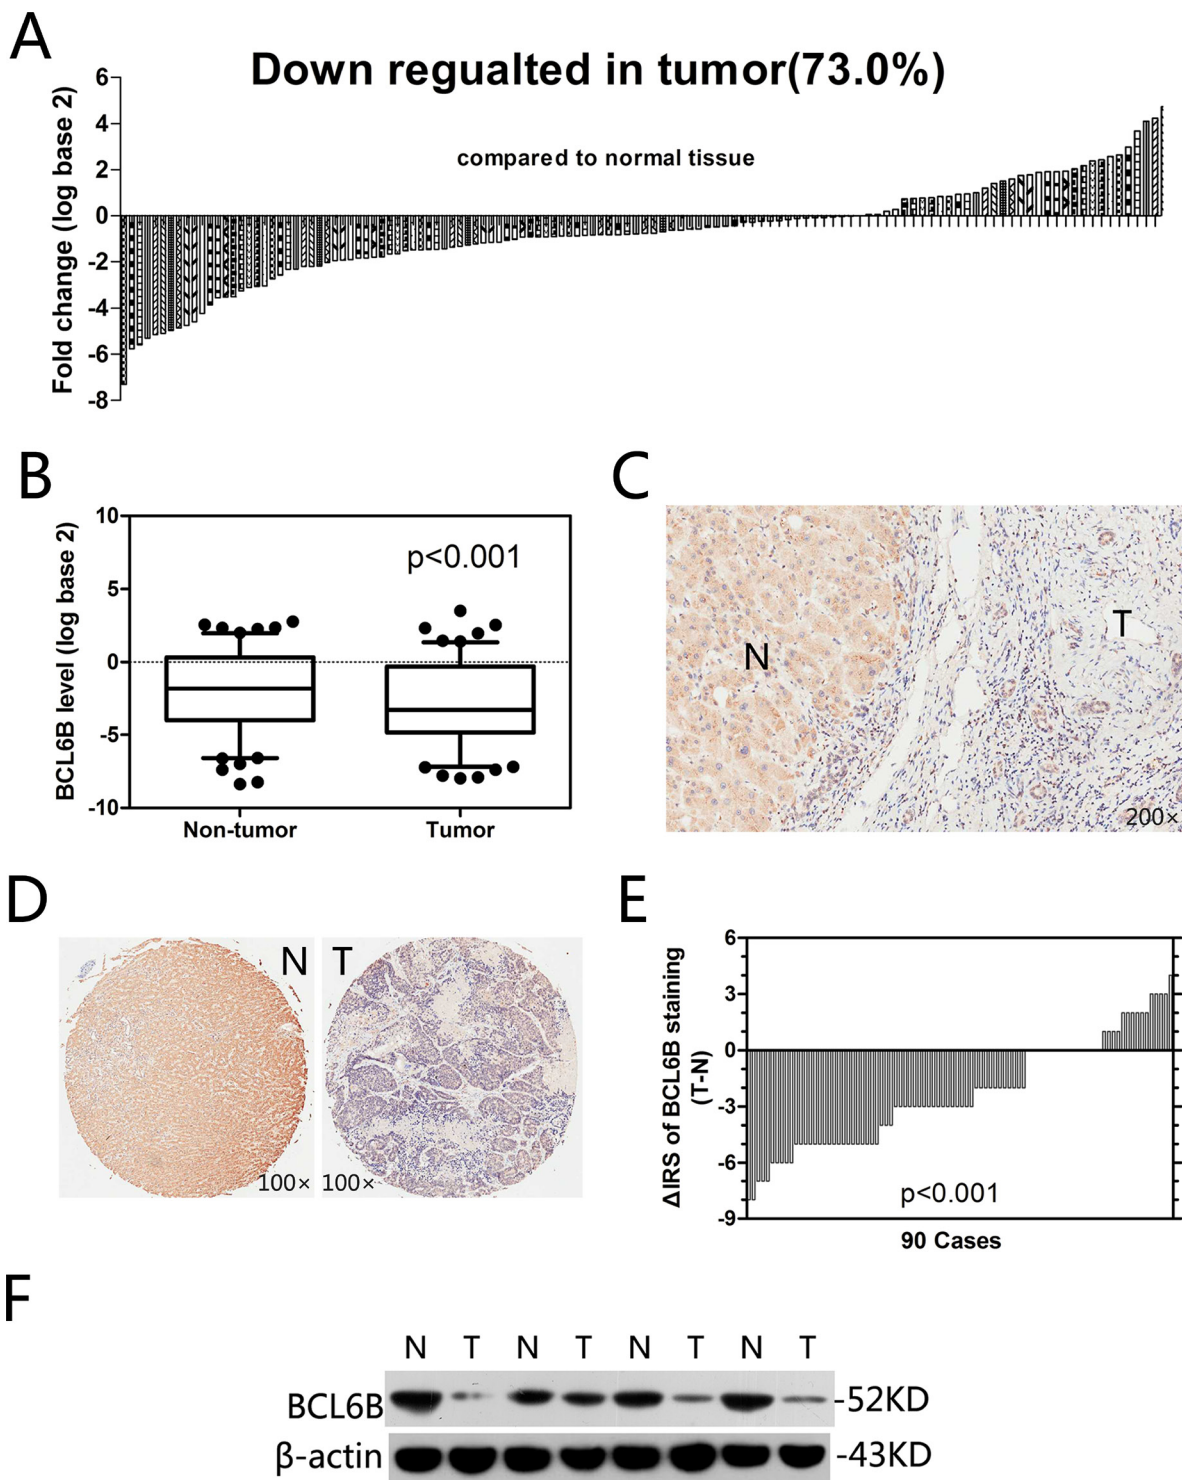 A
Down regualted in tumor(73.0%)
compared to normal tissue
Fold change (log base 2)
6
4
2
0
-2
-4
-6
-8
B
BCL6B level (log base 2)
10
5
0
-5
-10
p<0.001
Non-tumor
Tumor
C
N
T
200×
D
N
T
100×
100×
E
ΔIRS of BCL6B staining
(T-N)
6
3
0
-3
-6
-9
p<0.001
90 Cases
F
N T N T N T N T
BCL6B
-52KD
β-actin
-43KD